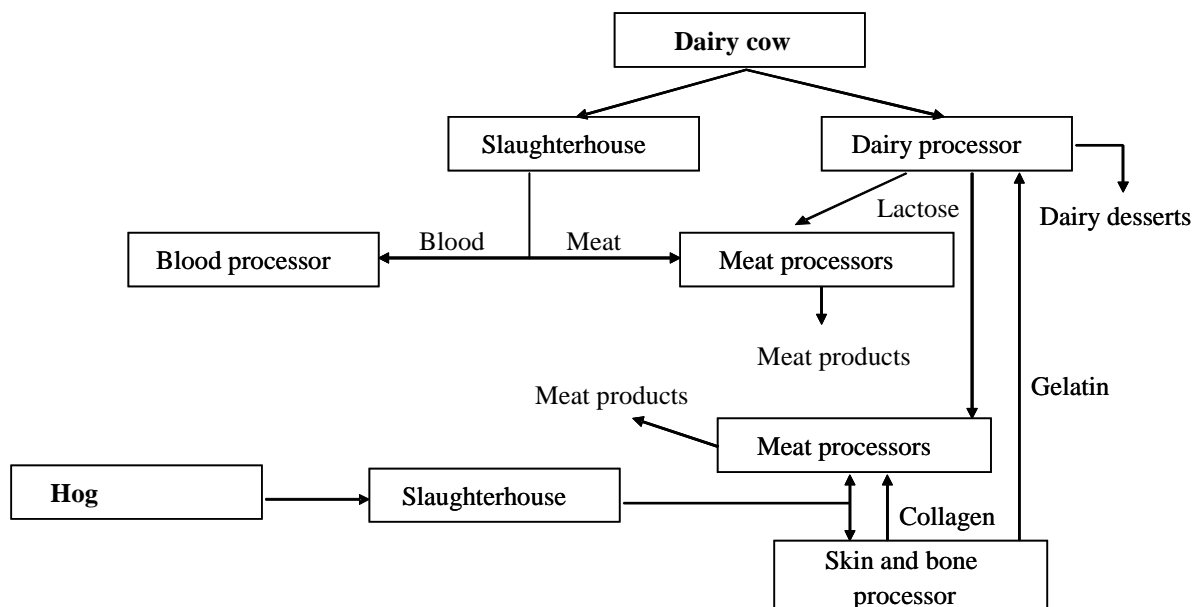 Dairy cow
Slaughterhouse
Dairy processor
Lactose
Dairy desserts
Blood
Meat
Blood processor
Meat processors
Meat products
Gelatin
Meat products
Meat processors
Hog
Slaughterhouse
Collagen
Skin and bone
processor